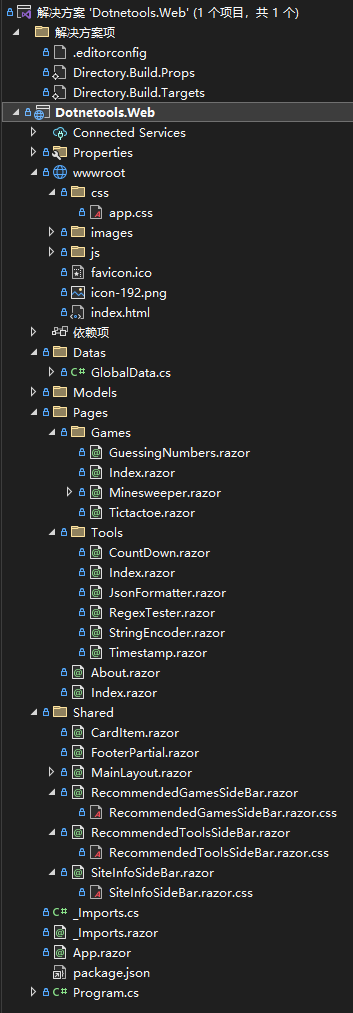 解决方案 'Dotnetools.Web' (1 个项目，共 1 个)
解决方案项
.editorconfig
Directory.Build.Props
Directory.Build.Targets
Dotnetools.Web
Connected Services
Properties
wwwroot
css
app.css
images
js
favicon.ico
icon-192.png
index.html
依赖项
Datas
C# GlobalData.cs
Models
Pages
Games
GuessingNumbers.razor
Index.razor
Minesweeper.razor
Tictactoe.razor
Tools
CountDown.razor
Index.razor
JsonFormatter.razor
RegexTester.razor
StringEncoder.razor
Timestamp.razor
About.razor
Index.razor
Shared
CardItem.razor
FooterPartial.razor
MainLayout.razor
RecommendedGamesSideBar.razor
RecommendedGamesSideBar.razor.css
RecommendedToolsSideBar.razor
RecommendedToolsSideBar.razor.css
SiteInfoSideBar.razor
SiteInfoSideBar.razor.css
C# _Imports.cs
_Imports.razor
App.razor
package.json
C# Program.cs